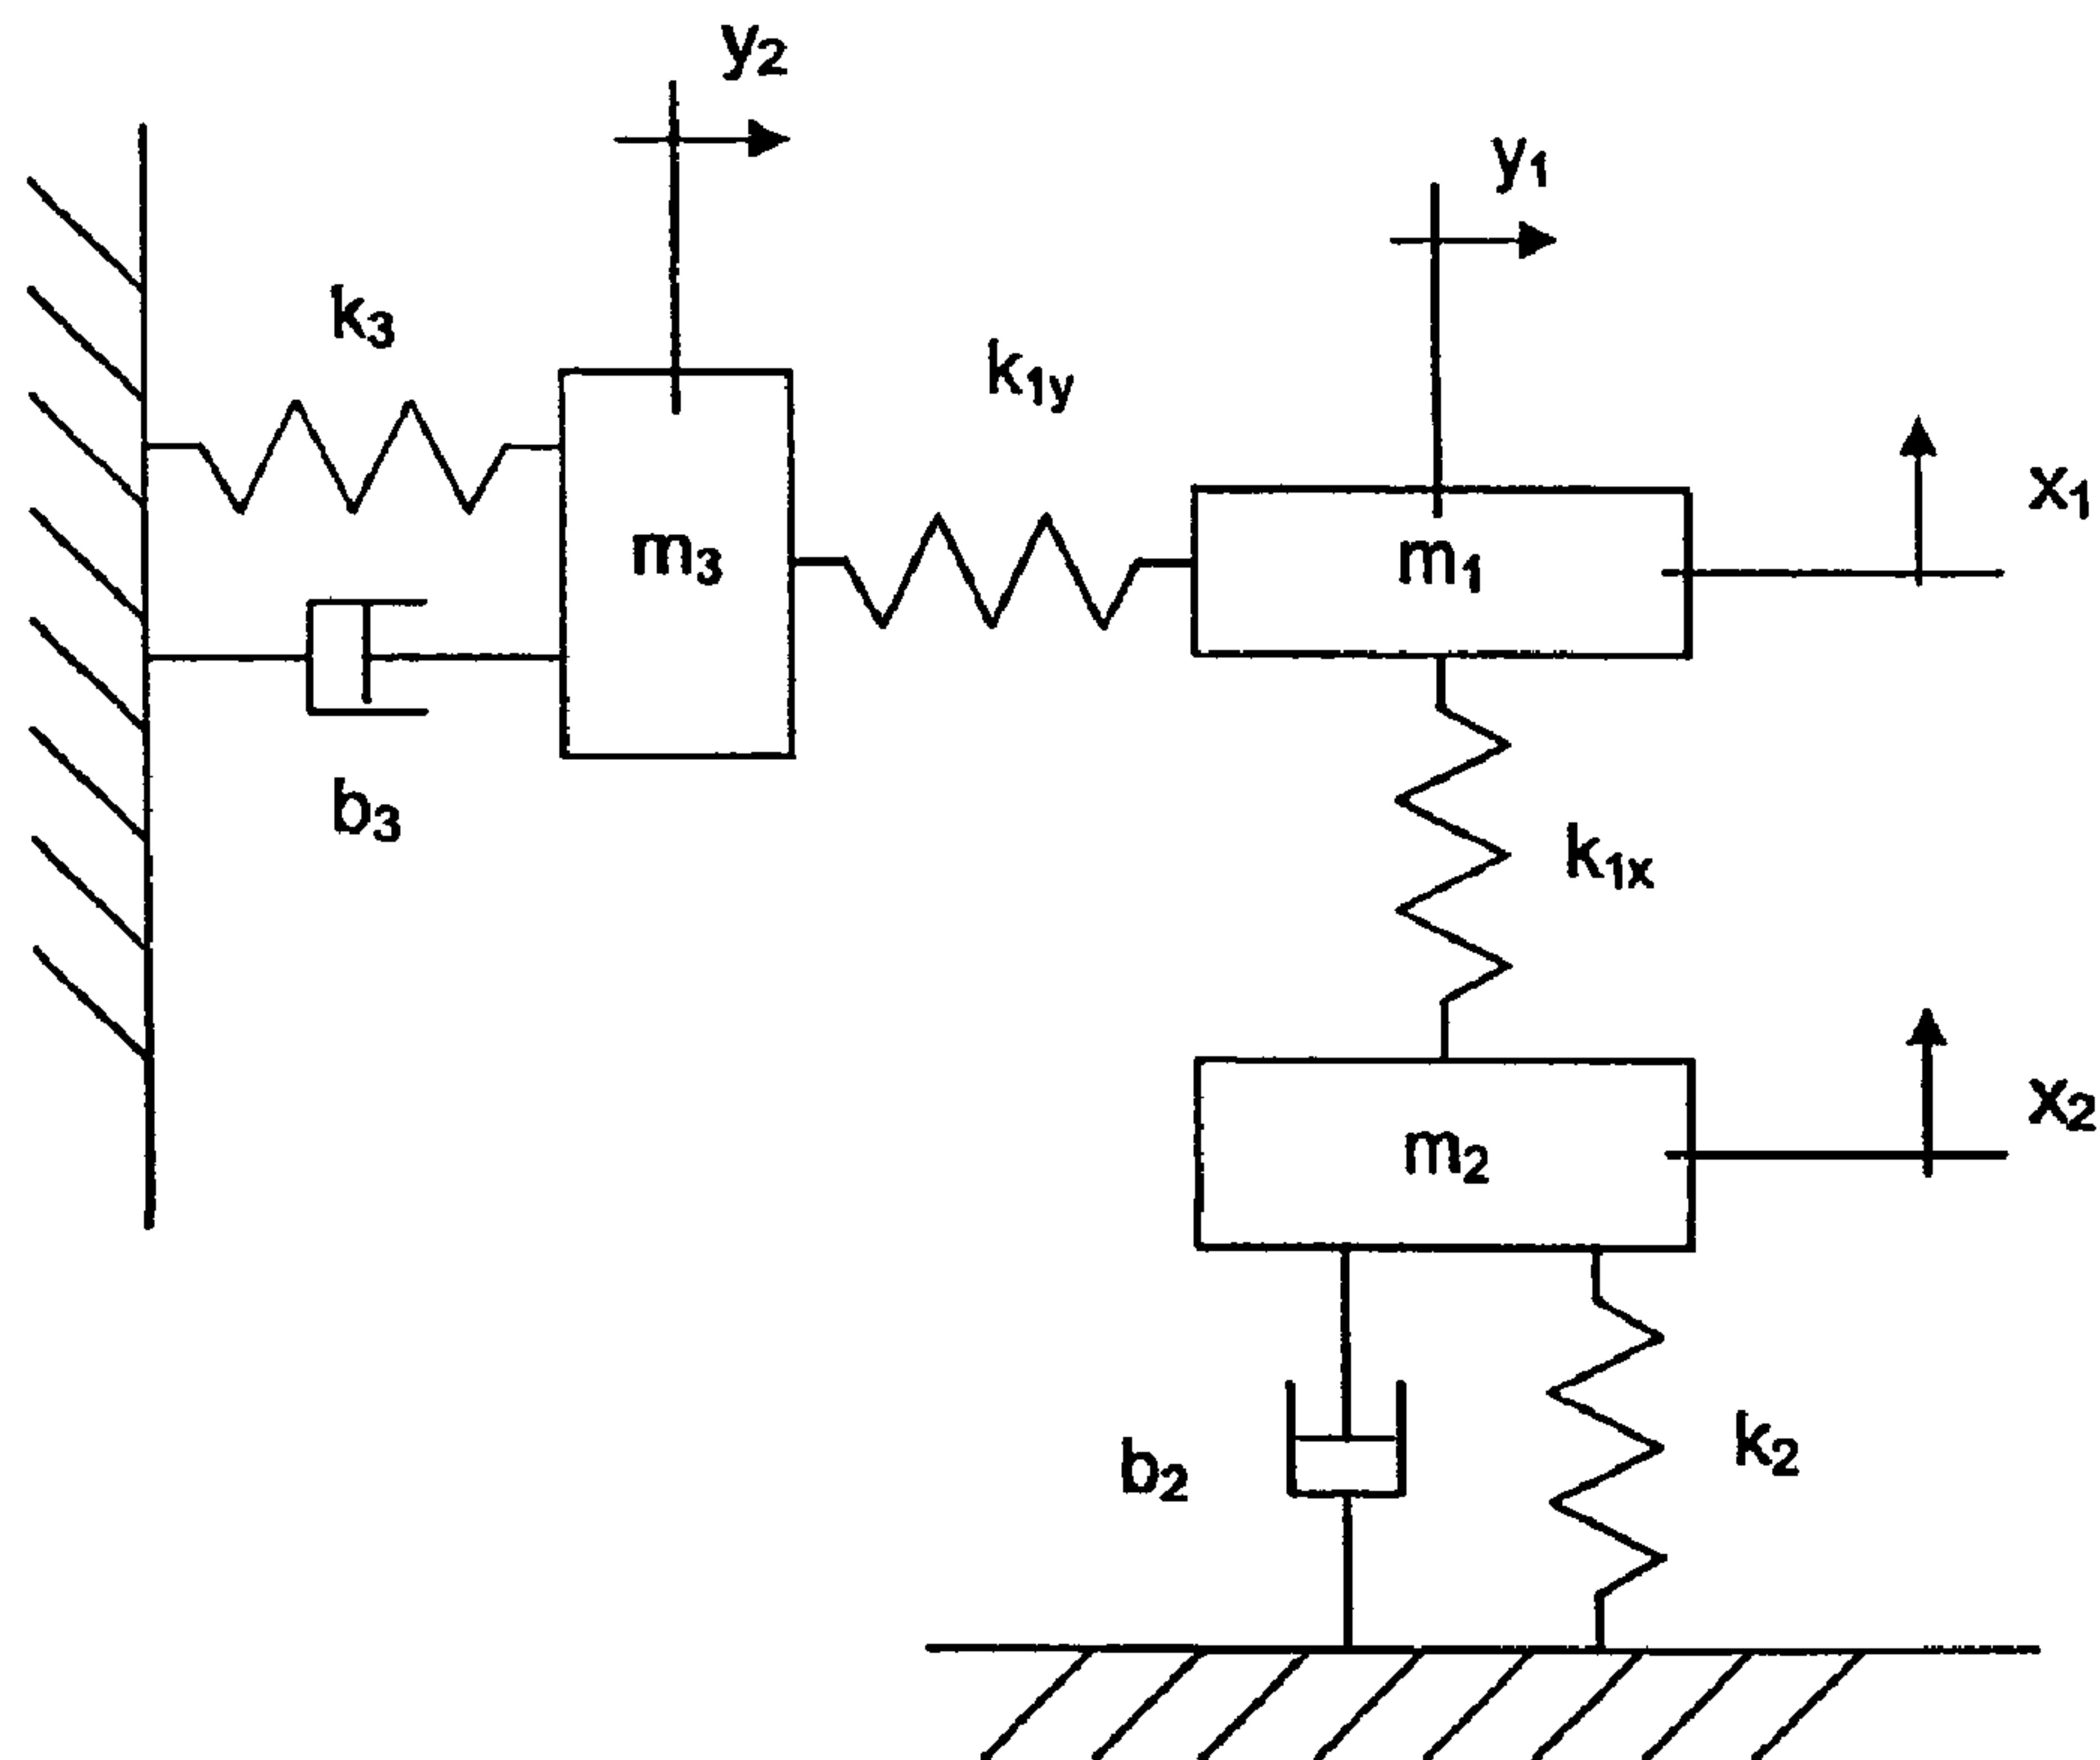 y₂
y₁
k₃
k₁y
x₁
m₃
m₁
b₃
k₁ₓ
x₂
m₂
b₂
k₂